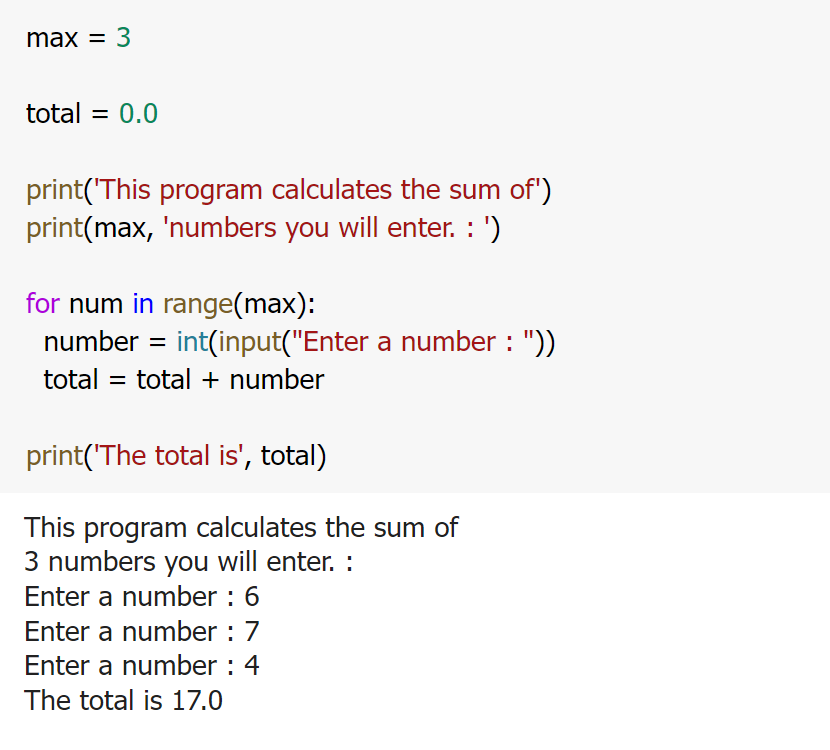 max = 3
total = 0.0
print('This program calculates the sum of')
print(max, 'numbers you will enter. : ')
for num in range(max):
  number = int(input("Enter a number : "))
  total = total + number
print('The total is', total)
This program calculates the sum of
3 numbers you will enter. :
Enter a number : 6
Enter a number : 7
Enter a number : 4
The total is 17.0